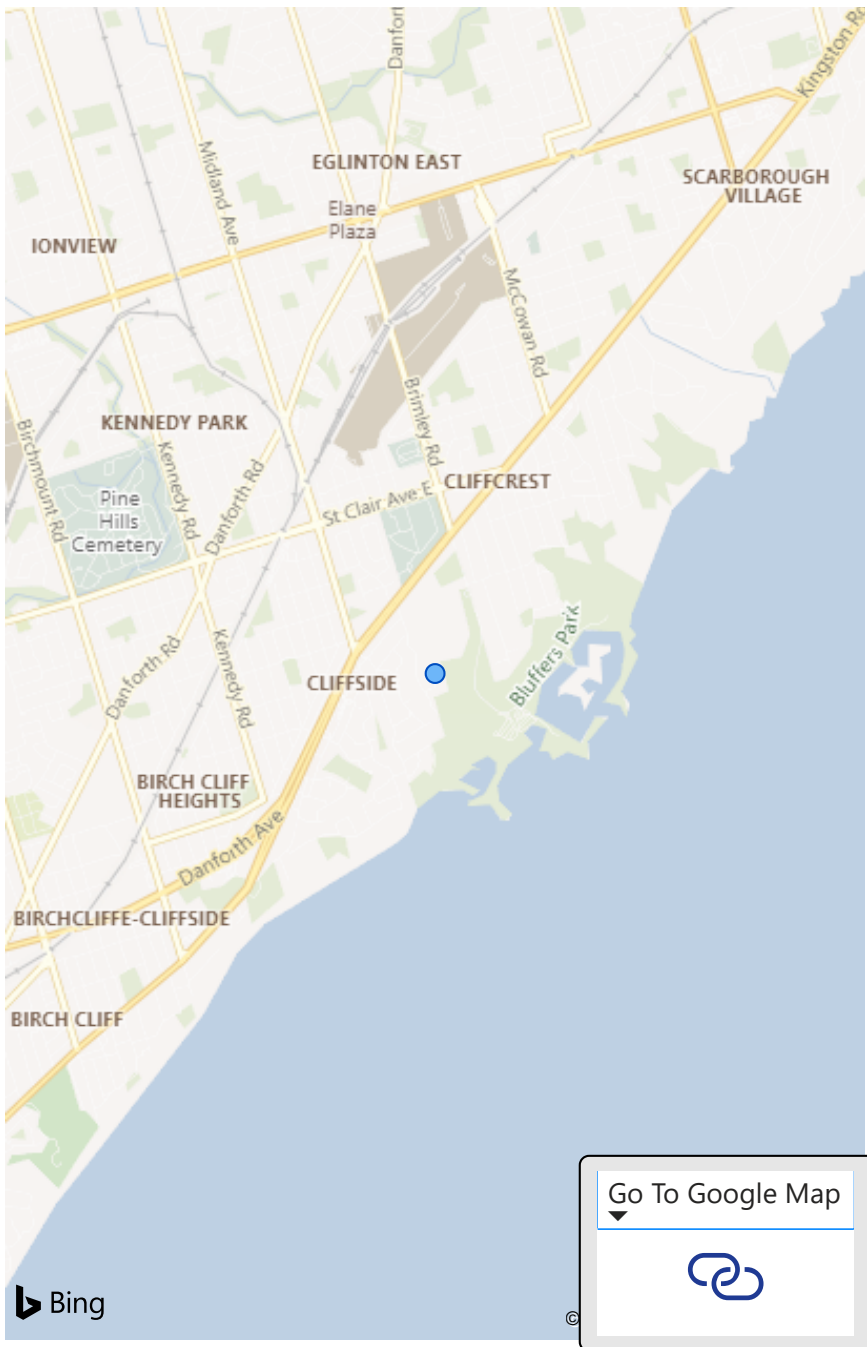 Danfort
Kingston Rd
Midland Ave
EGLINTON EAST
SCARBOROUGH
VILLAGE
Elane
Plaza
IONVIEW
McCowan Rd
Brimley Rd
KENNEDY PARK
Birchmount Rd
Kennedy Rd
Danforth Rd
CLIFFCREST
St Clair Ave E
Pine
Hills
Cemetery
Bluffers Park
Danforth Rd
Kennedy Rd
CLIFFSIDE
BIRCH CLIFF
HEIGHTS
Danforth Ave
BIRCHCLIFFE-CLIFFSIDE
BIRCH CLIFF
Go To Google Map
Bing
©